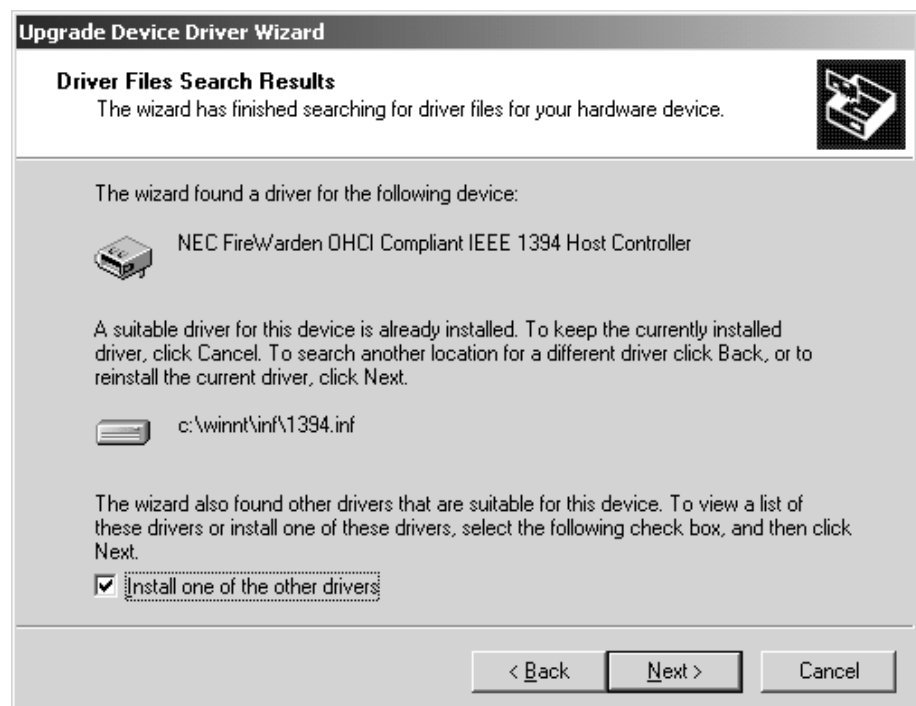 Upgrade Device Driver Wizard
Driver Files Search Results
The wizard has finished searching for driver files for your hardware device.
The wizard found a driver for the following device:
NEC FireWarden OHCI Compliant IEEE 1394 Host Controller
A suitable driver for this device is already installed. To keep the currently installed
driver, click Cancel. To search another location for a different driver click Back, or to
reinstall the current driver, click Next.
c:\winnt\inf\1394.inf
The wizard also found other drivers that are suitable for this device. To view a list of
these drivers or install one of these drivers, select the following check box, and then click
Next.
Install one of the other drivers
< Back
Next >
Cancel